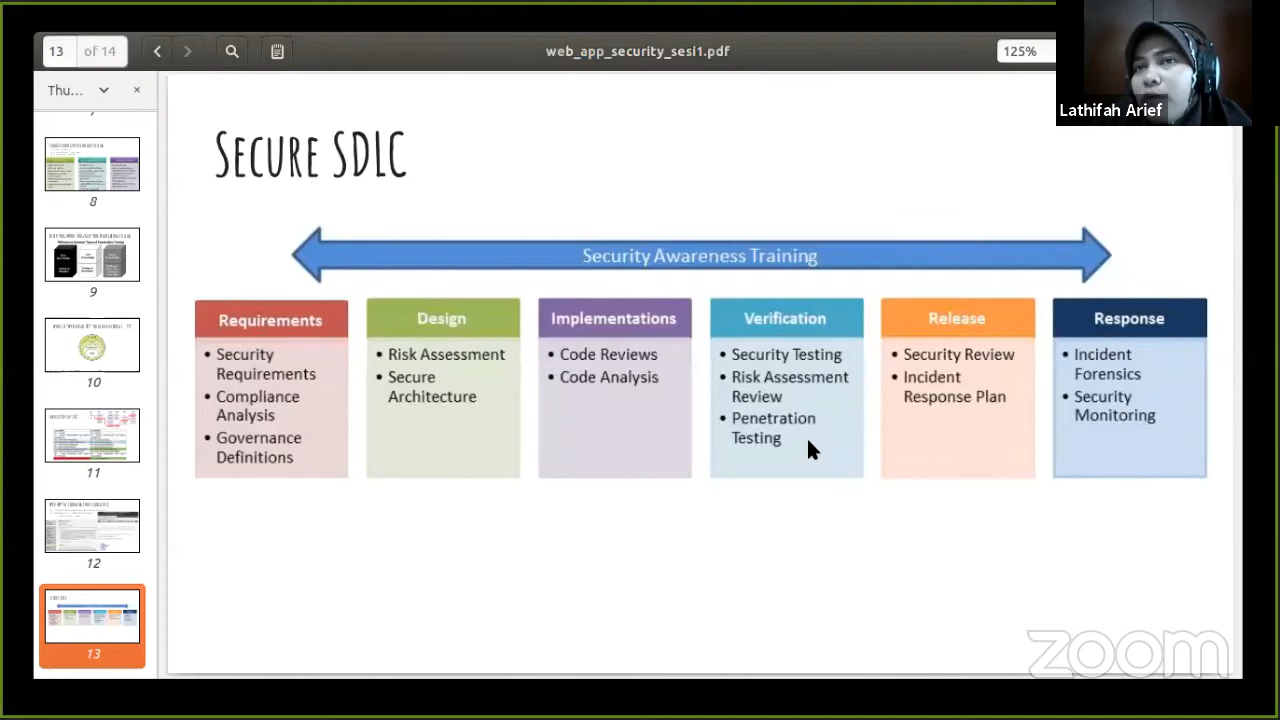 13 of 14
web_app_security_sesi1.pdf
125%
Lathifah Arief
Thu...
8
9
10
11
12
13
SECURE SDLC
Security Awareness Training
Requirements
• Security
Requirements
• Compliance
Analysis
• Governance
Definitions
Design
• Risk Assessment
• Secure
Architecture
Implementations
• Code Reviews
• Code Analysis
Verification
• Security Testing
• Risk Assessment
Review
• Penetration
Testing
Release
• Security Review
• Incident
Response Plan
Response
• Incident
Forensics
• Security
Monitoring
zoom